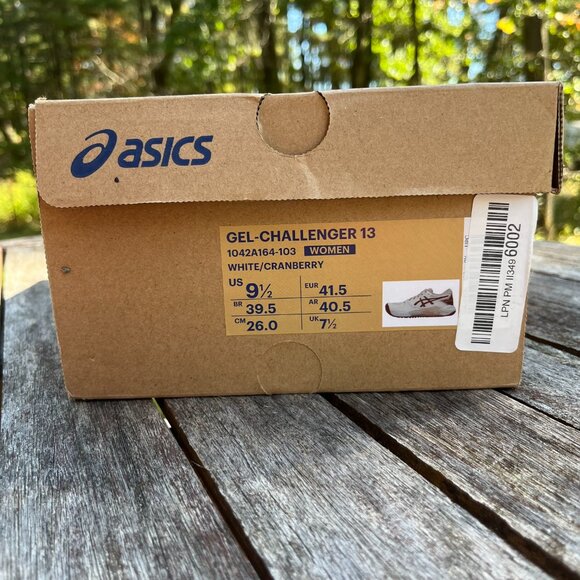 asics
GEL-CHALLENGER 13
1042A164-103 WOMEN
WHITE/CRANBERRY
US 9½ EUR 41.5
BR 39.5 AR 40.5
CM 26.0 UK 7½
LPN PM II349 6002